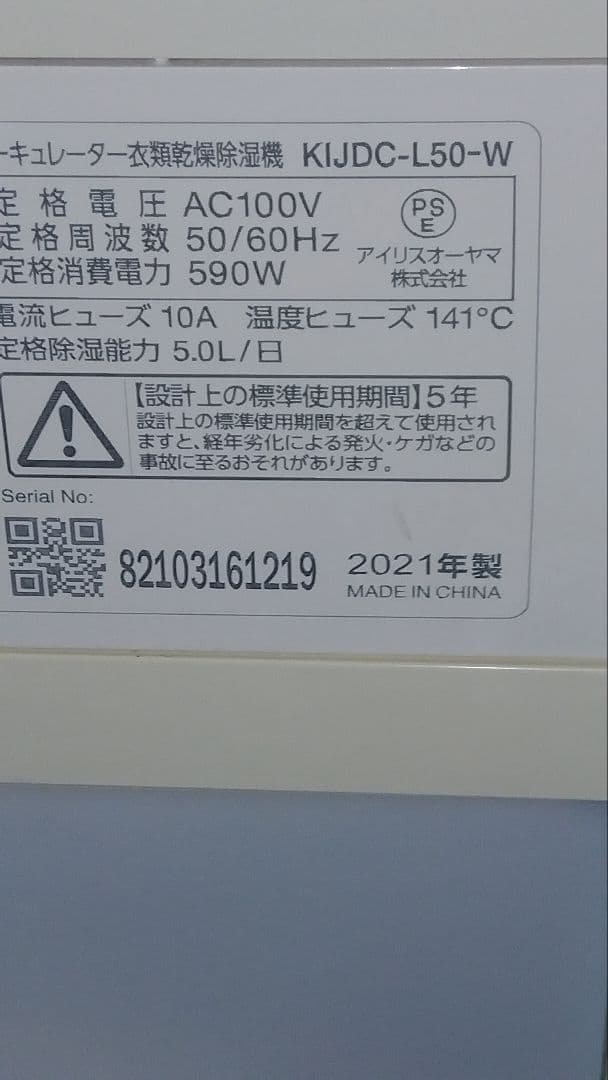 ーキュレーター衣類乾燥除湿機 KIJDC-L50-W
定格電圧 AC100V
定格周波数 50/60Hz
定格消費電力 590W
PS
E
アイリスオーヤマ
株式会社
電流ヒューズ 10A 温度ヒューズ 141°C
定格除湿能力 5.0L/日
【設計上の標準使用期間】5年
設計上の標準使用期間を超えて使用され
ますと、経年劣化による発火・ケガなどの
事故に至るおそれがあります。
Serial No:
82103161219
2021年製
MADE IN CHINA